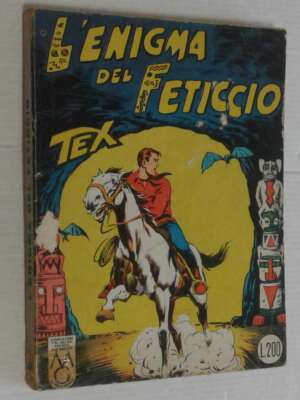 L'ENIGMA
DEL FETICCIO
TEX
L.200